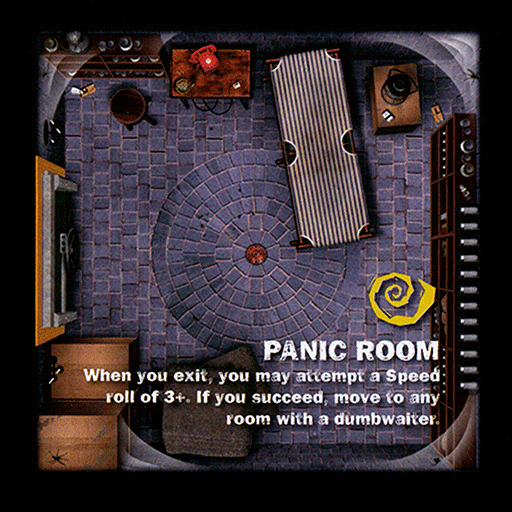 PANIC ROOM
When you exit, you may attempt a Speed
roll of 3+. If you succeed, move to any
room with a dumbwaiter.